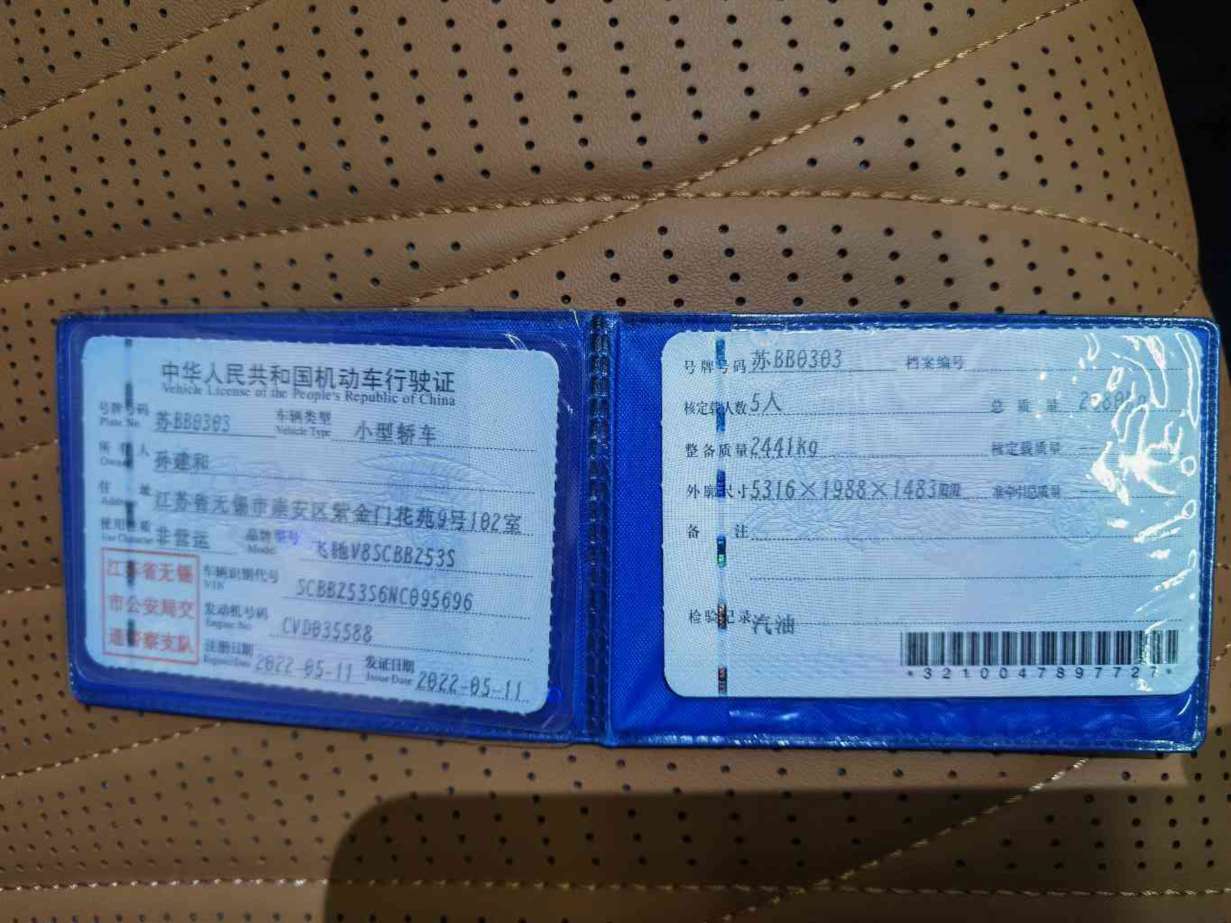 中华人民共和国机动车行驶证
Vehicle License of the People's Republic of China
号牌号码 苏BB0303 车辆类型 小型轿车
Plate No. Vehicle Type
所有人 孙建和
Owner
住址 江苏省无锡市崇安区紫金门花苑9号102室
Address
使用性质 非营运 品牌型号 飞驰V8SCBBZ53S
Use Character Model
江苏省无锡
市公安局交
通警察支队
车辆识别代号 SCBBZ53S6NC095696
VIN
发动机号码 CVD035588
Engine No.
注册日期 2022-05-11 发证日期 2022-05-11
Register Date Issue Date
号牌号码 苏BB0303 档案编号
核定载人数 5人 总质量
整备质量 2441kg 核定载质量 --
外廓尺寸 5316×1988×1483 准牵引总质量 --
备注
检验记录 汽油
*3210047897727*